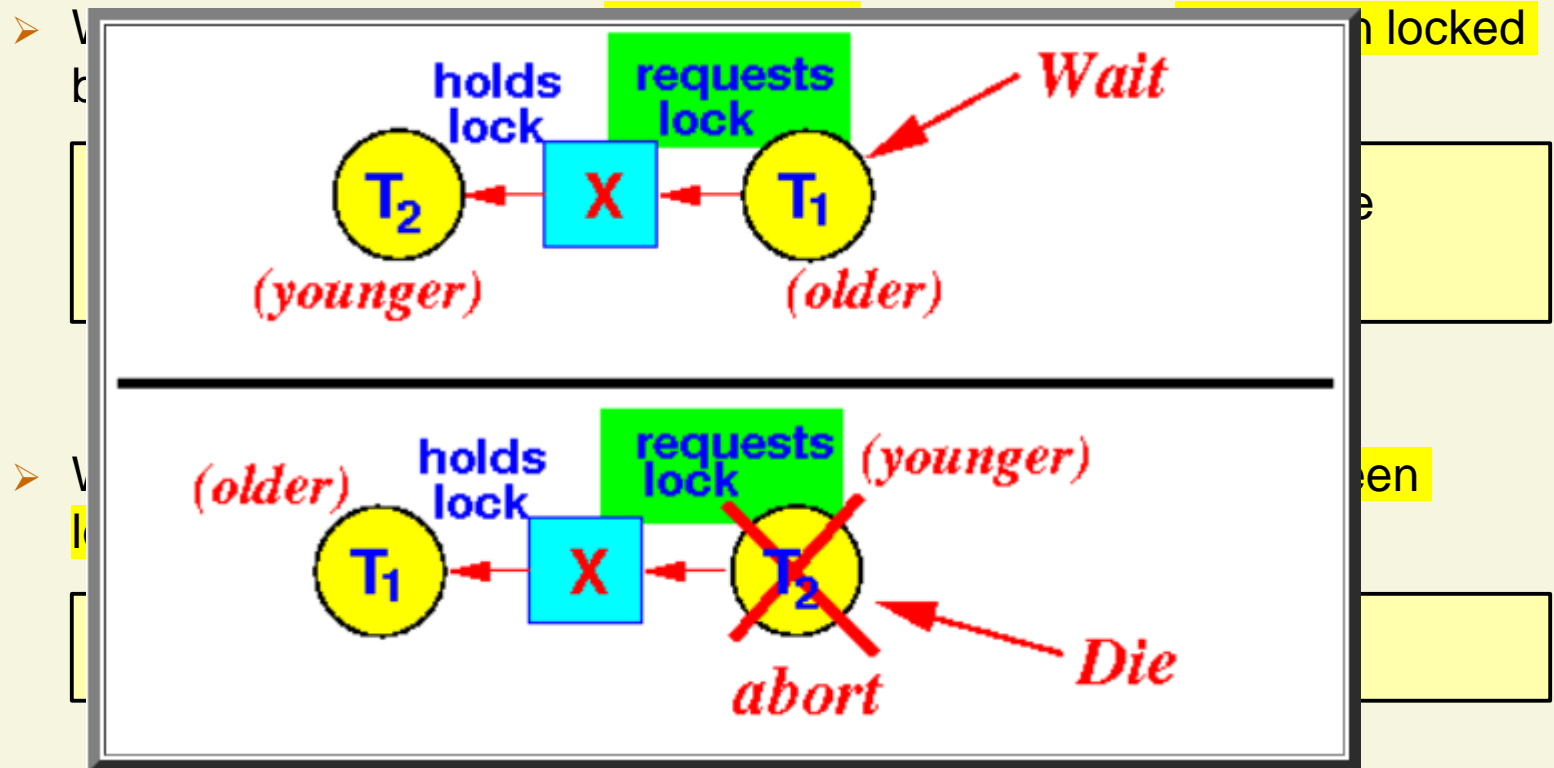 locked
holds
lock
requests
lock
Wait
T2
X
T1
(younger)
(older)
(older)
holds
lock
requests
lock
(younger)
T1
X
T2
abort
Die